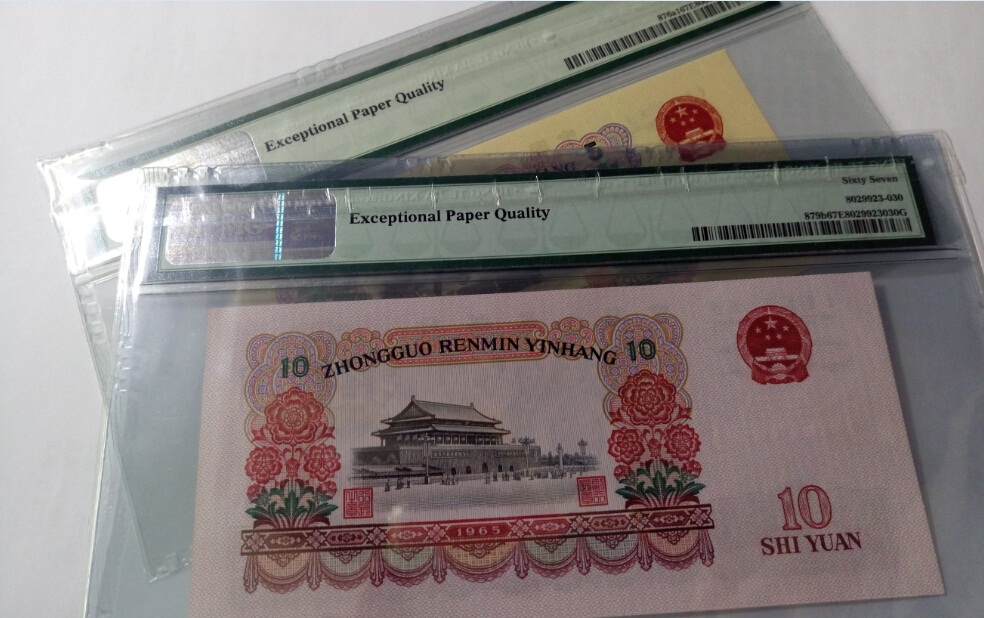 Exceptional Paper Quality
5
Exceptional Paper Quality
Sixty Seven
8029923-030
879b67E8029923030G
10 ZHONGGUO RENMIN YINHANG 10
1965
10
SHI YUAN